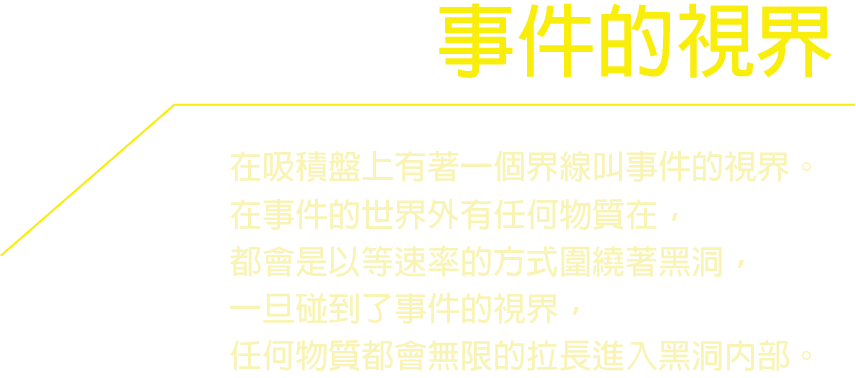 事件的視界
在吸積盤上有著一個界線叫事件的視界。
在事件的世界外有任何物質在，
都會是以等速率的方式圍繞著黑洞，
一旦碰到了事件的視界，
任何物質都會無限的拉長進入黑洞内部。